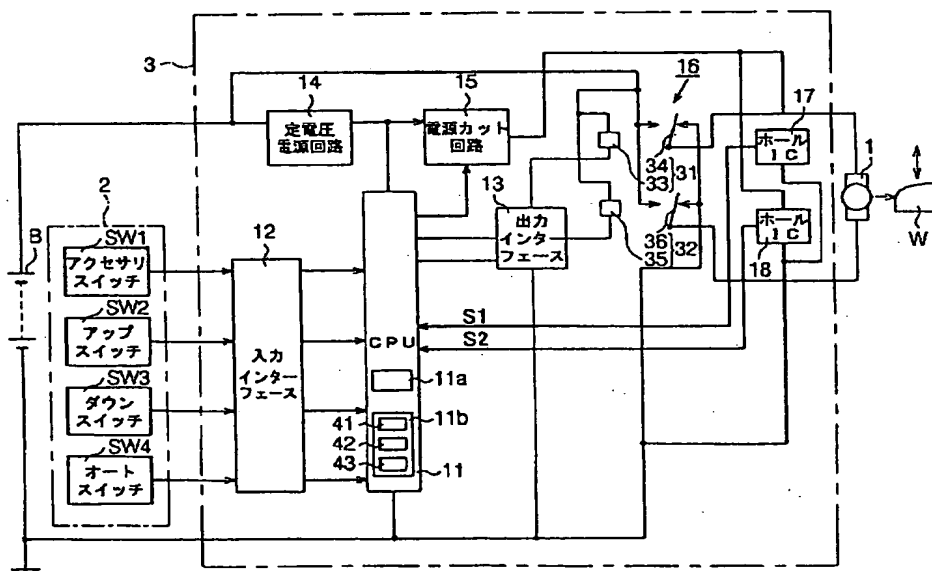 3
14
定電圧
電源回路
15
電源カット
回路
16
17
ホール
IC
34
33
31
1
W
2
B
SW1
アクセサリ
スイッチ
12
入力
インター
フェース
13
出力
インタ
フェース
36
35
32
ホール
IC
18
SW2
アップ
スイッチ
CPU
S1
S2
SW3
ダウン
スイッチ
11a
11b
41
42
43
11
SW4
オート
スイッチ